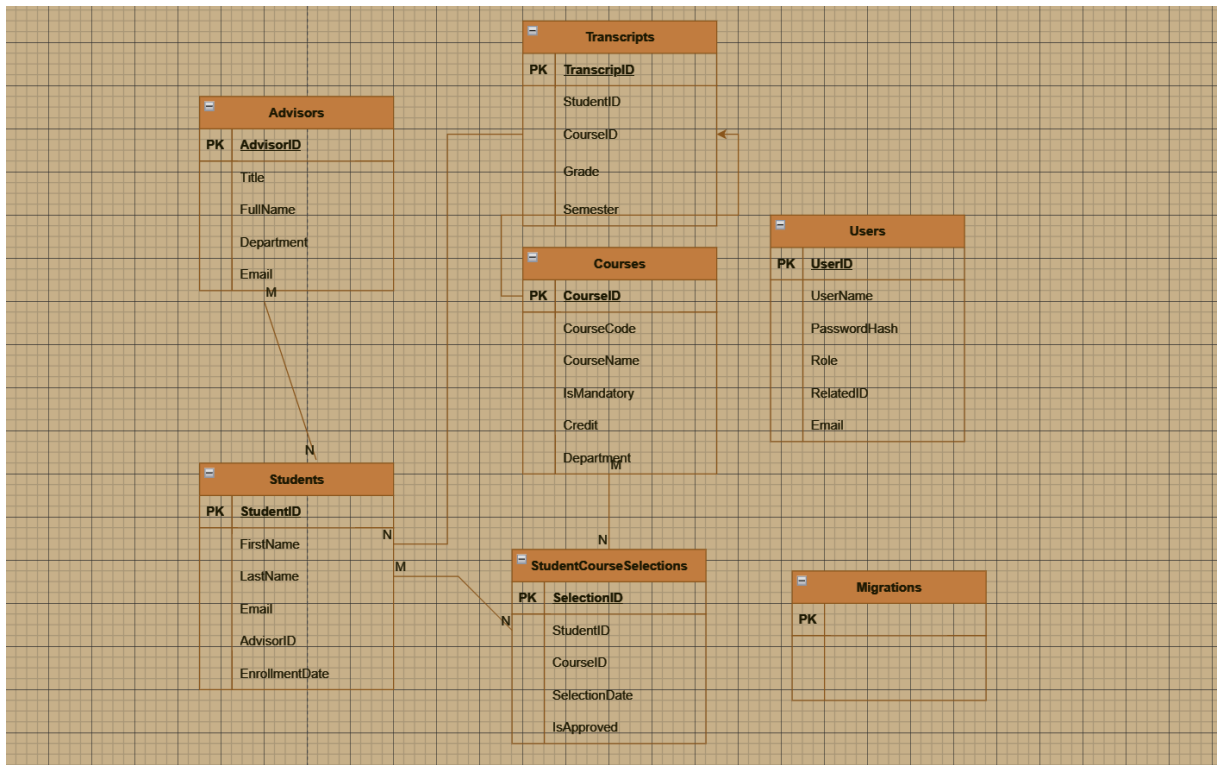 Transcripts
PK TranscripID
StudentID
CourseID
Grade
Semester
Advisors
PK AdvisorID
Title
FullName
Department
Email
M
N
Users
PK UserID
UserName
PasswordHash
Role
RelatedID
Email
Courses
PK CourseID
CourseCode
CourseName
IsMandatory
Credit
Department
M
N
Students
PK StudentID
FirstName
LastName
Email
AdvisorID
EnrollmentDate
N
M
N
StudentCourseSelections
PK SelectionID
StudentID
CourseID
SelectionDate
IsApproved
Migrations
PK